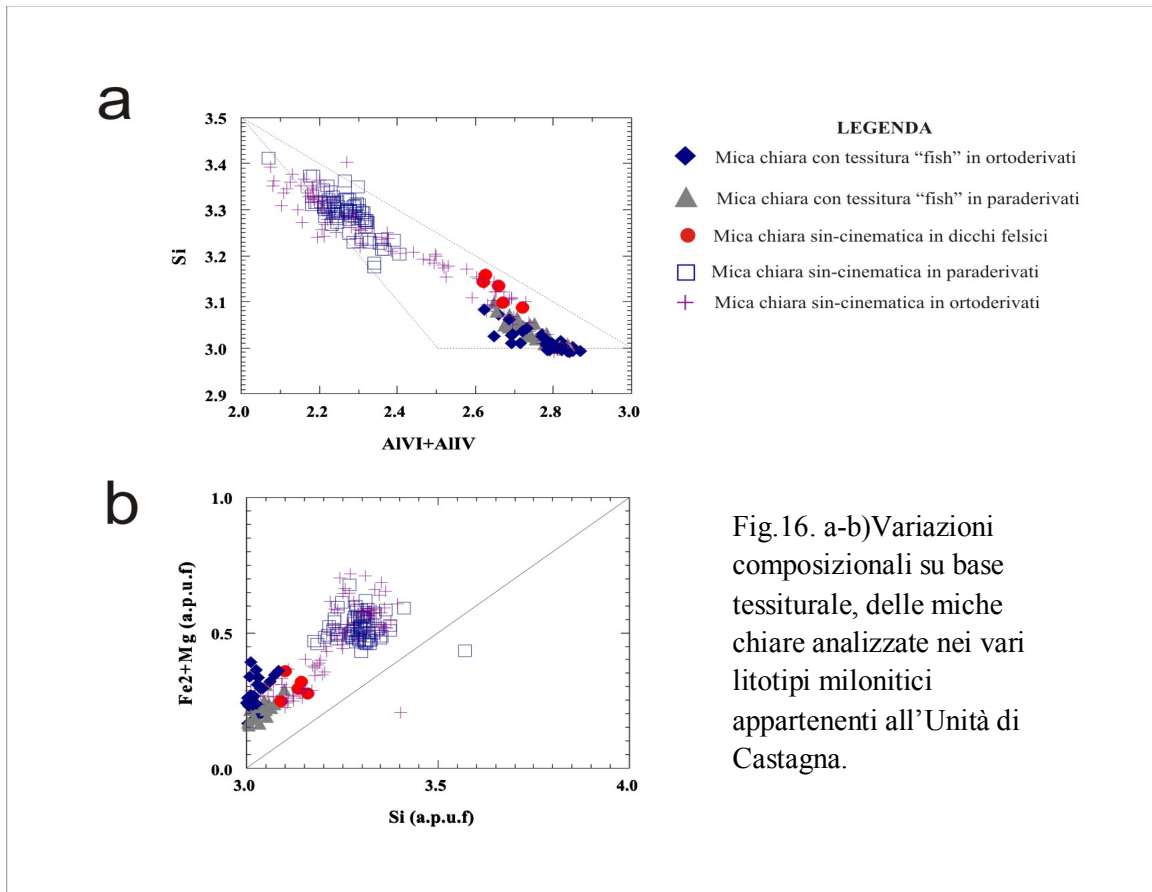 a
3.5
3.4
3.3
3.2
3.1
3.0
2.9
Si
2.0
2.2
2.4
2.6
2.8
3.0
AlVI+AlIV
LEGENDA
Mica chiara con tessitura “fish” in ortoderivati
Mica chiara con tessitura “fish” in paraderivati
Mica chiara sin-cinematica in dicchi felsici
Mica chiara sin-cinematica in paraderivati
Mica chiara sin-cinematica in ortoderivati
b
1.0
0.5
0.0
Fe2+Mg (a.p.u.f)
3.0
3.5
4.0
Si (a.p.u.f)
Fig.16. a-b)Variazioni
composizionali su base
tessiturale, delle miche
chiare analizzate nei vari
litotipi milonitici
appartenenti all’Unità di
Castagna.